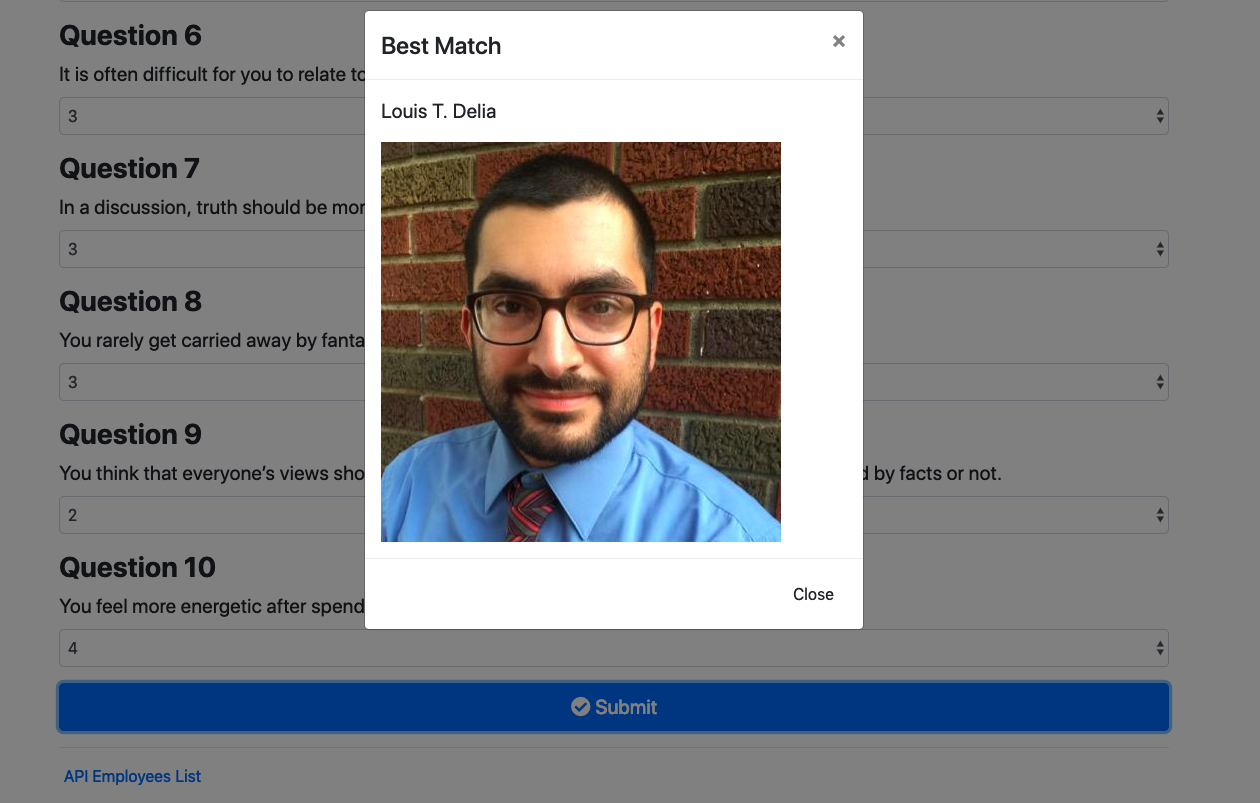 Question 6
It is often difficult for you to relate to
3
Question 7
In a discussion, truth should be mor
3
Question 8
You rarely get carried away by fanta
3
Question 9
You think that everyone’s views sho
d by facts or not.
2
Question 10
You feel more energetic after spend
4
Submit
API Employees List
Best Match
×
Louis T. Delia
Close